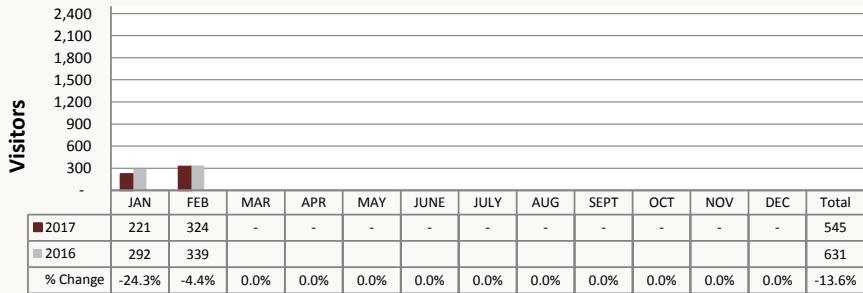 2,400
2,100
1,800
1,500
1,200
900
600
300
-
Visitors
JAN FEB MAR APR MAY JUNE JULY AUG SEPT OCT NOV DEC Total
2017 221 324 - - - - - - - - - - 545
2016 292 339 631
% Change -24.3% -4.4% 0.0% 0.0% 0.0% 0.0% 0.0% 0.0% 0.0% 0.0% 0.0% 0.0% -13.6%